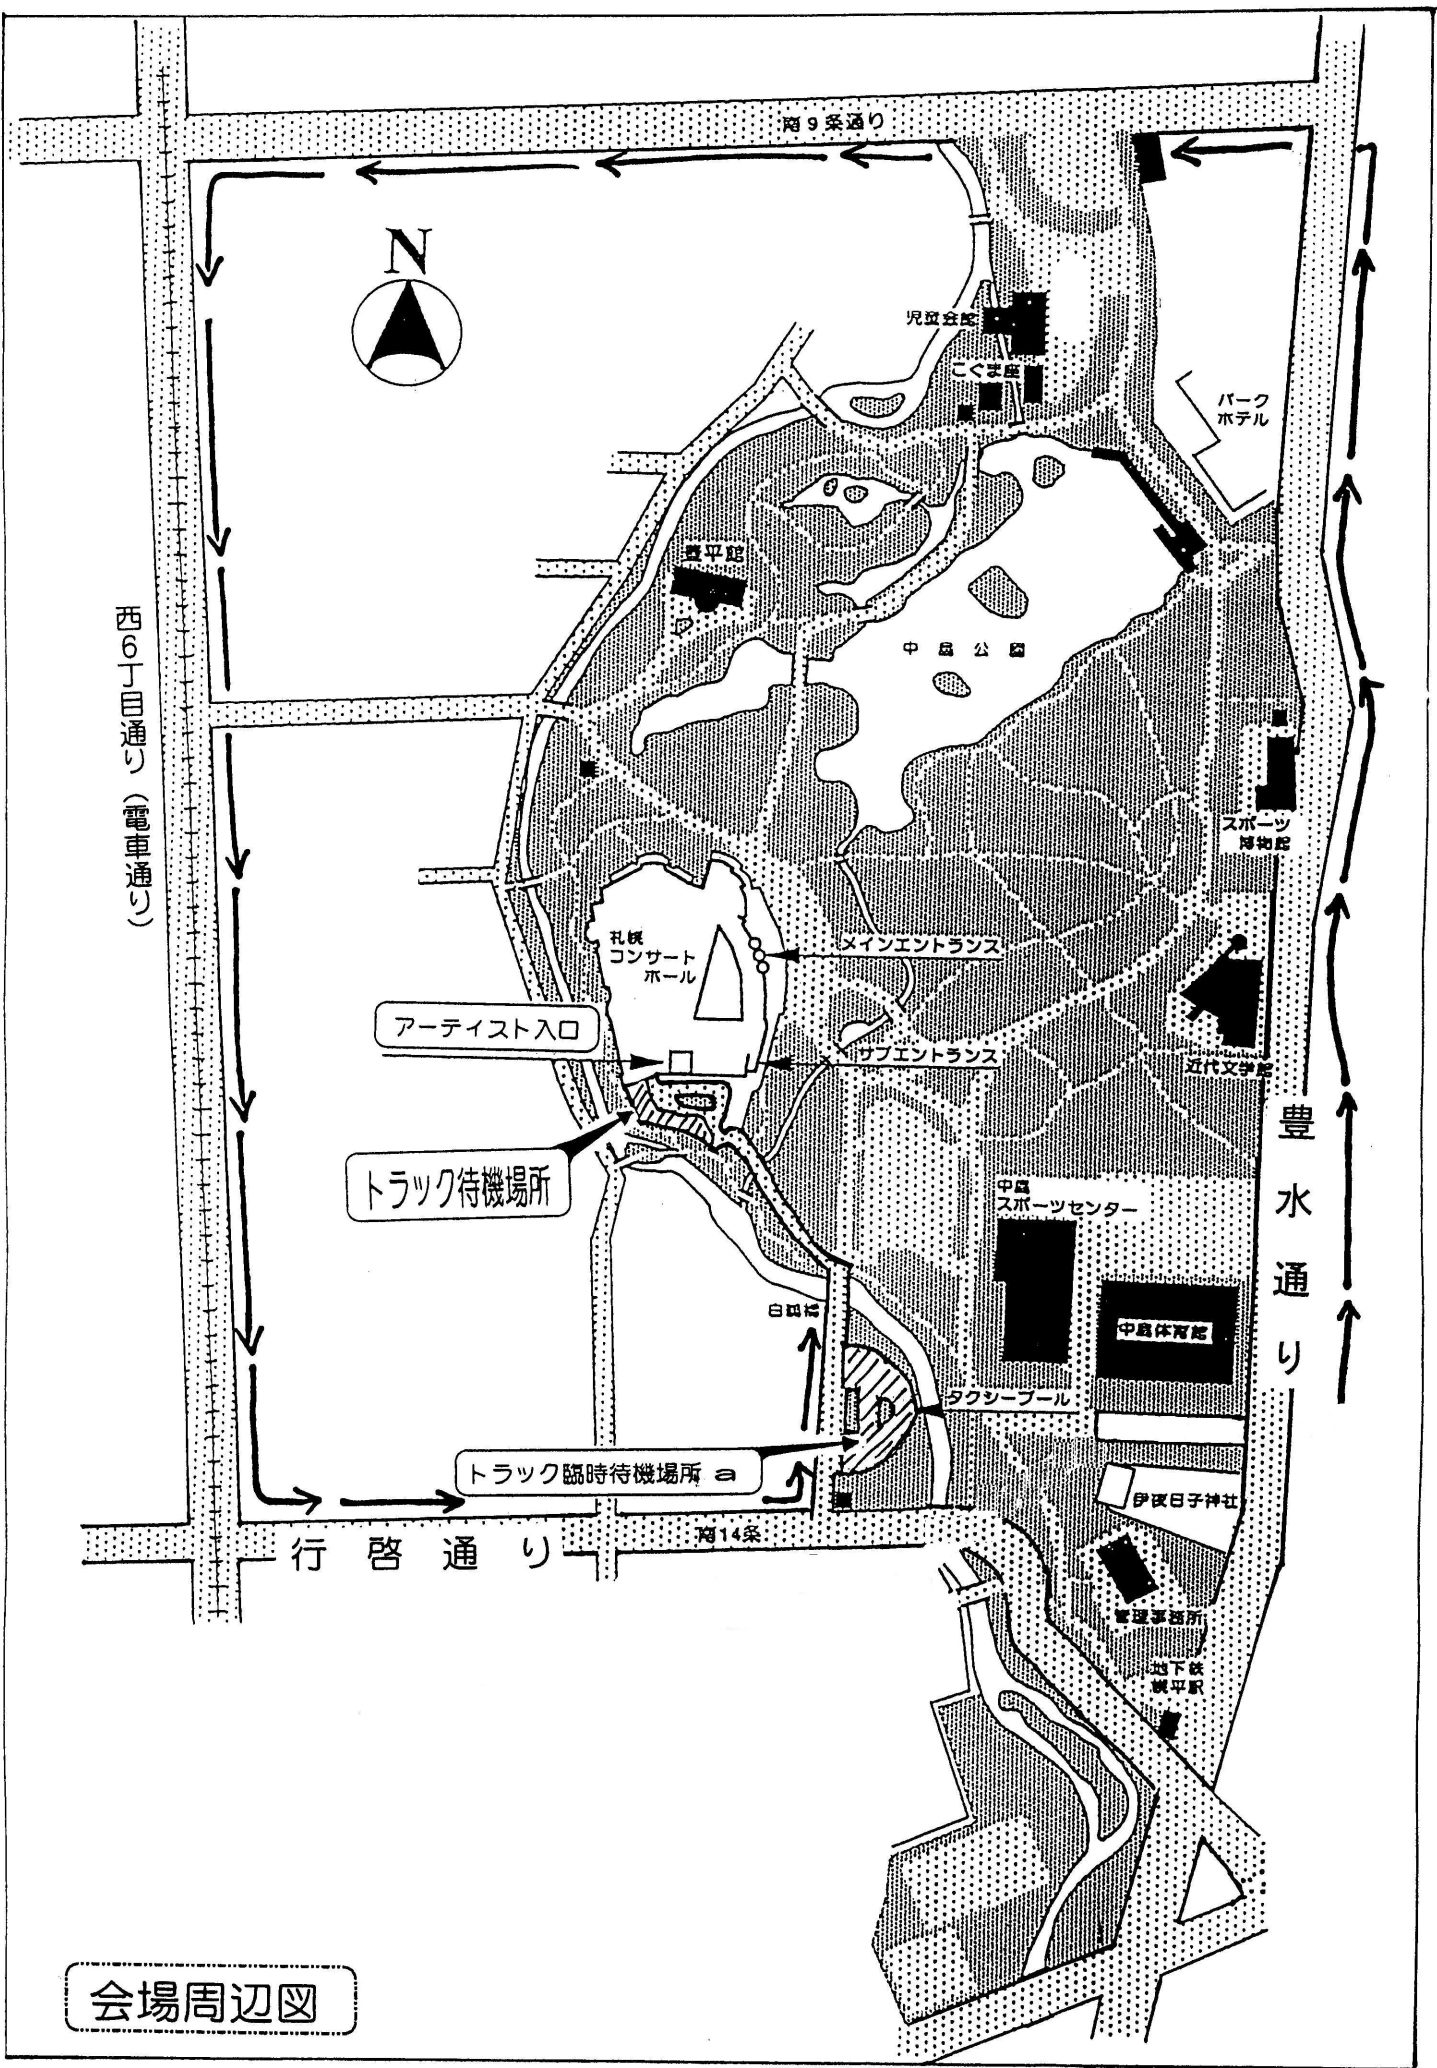 南9条通り
N
児童会館
こぐま座
パーク
ホテル
豊平館
中島公園
西6丁目通り(電車通り)
スポーツ
博物館
札幌
コンサート
ホール
メインエントランス
アーティスト入口
サブエントランス
近代文学館
豊水通り
トラック待機場所
中島
スポーツセンター
白鶴橋
中島体育館
タクシープール
トラック臨時待機場所 a
伊夜日子神社
行啓通り
南14条
管理事務所
地下鉄
幌平駅
会場周辺図